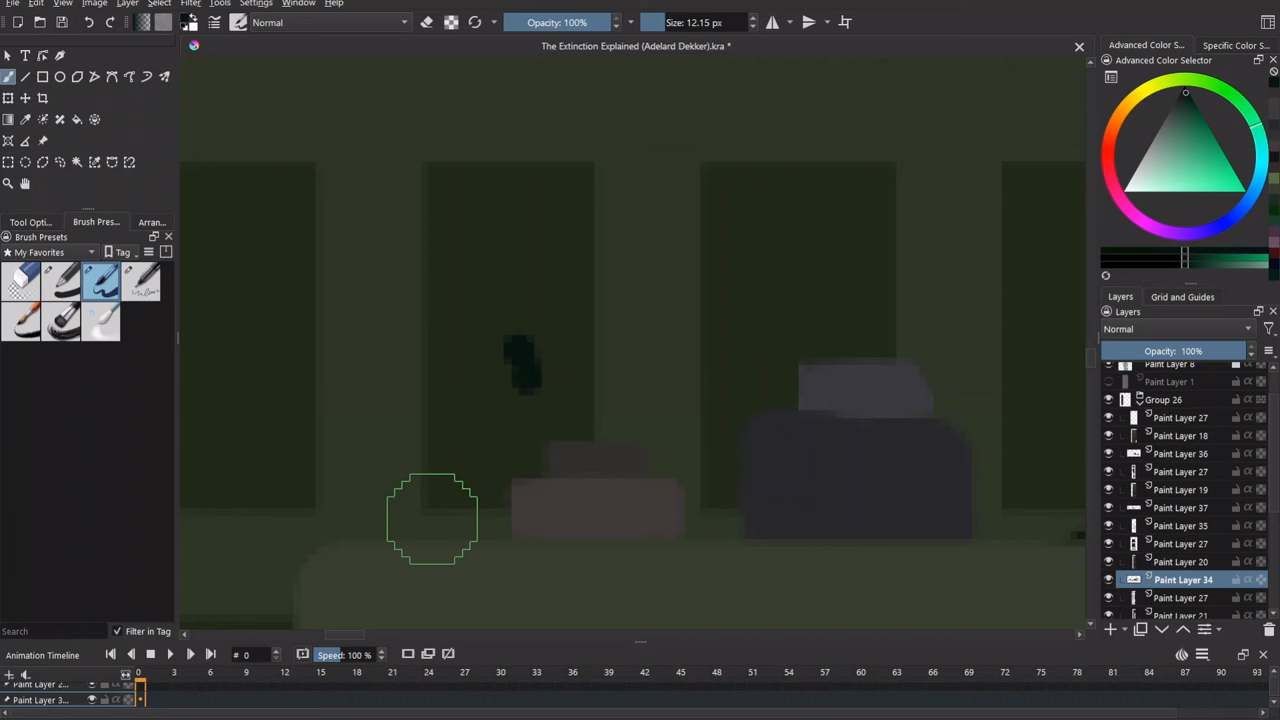 File Edit View Image Layer Select Filter Tools Settings Window Help
Normal
Opacity: 100%
Size: 12.15 px
The Extinction Explained (Adelard Dekker).kra *
Advanced Color S...
Specific Color S...
Advanced Color Selector
Tool Opti...
Brush Pres...
Arran...
Brush Presets
My Favorites
Tag
Search
Filter in Tag
Layers
Grid and Guides
Layers
Normal
Opacity: 100%
Paint Layer 8
Paint Layer 1
Group 26
Paint Layer 27
Paint Layer 18
Paint Layer 36
Paint Layer 27
Paint Layer 19
Paint Layer 37
Paint Layer 35
Paint Layer 27
Paint Layer 20
Paint Layer 34
Paint Layer 27
Paint Layer 21
Animation Timeline
# 0
Speed: 100 %
0 3 6 9 12 15 18 21 24 27 30 33 36 39 42 45 48 51 54 57 60 63 66 69 72 75 78 81 84 87 90 93
Paint Layer 2...
Paint Layer 3...